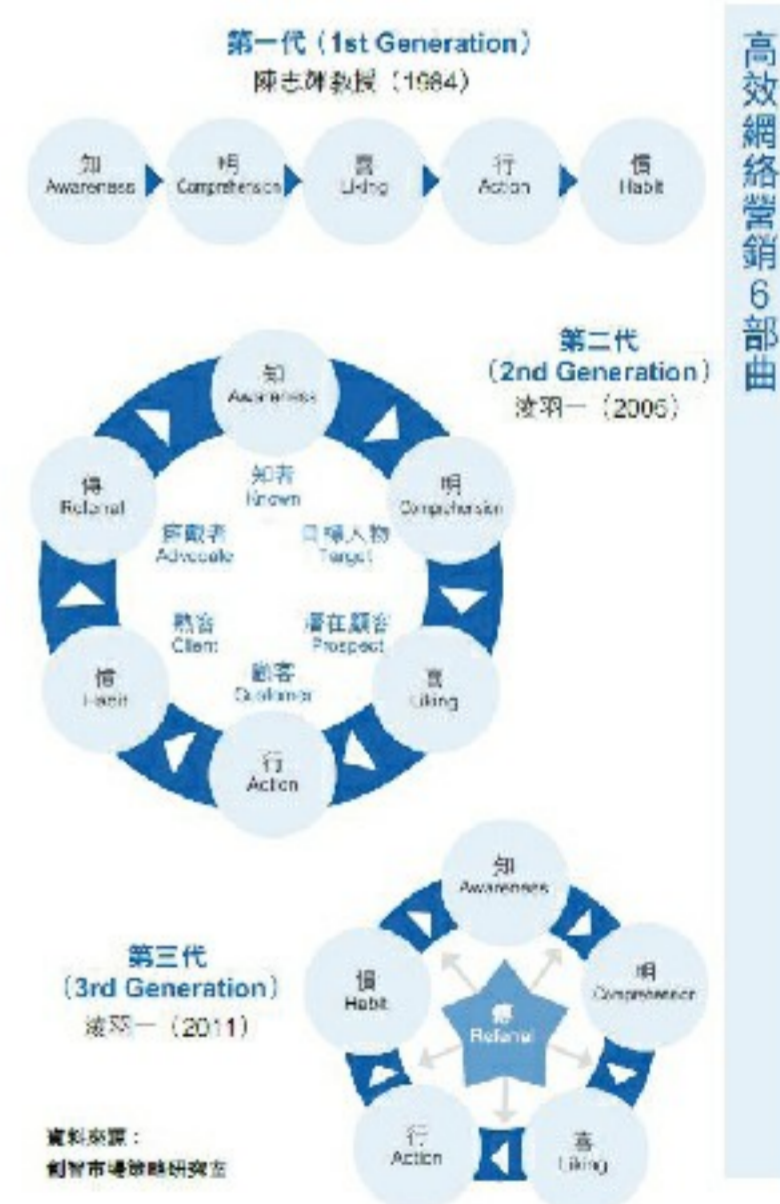 第一代（1st Generation）
陳志輝教授（1984）
知
Awareness
明
Comprehension
喜
Liking
行
Action
慣
Habit
高效網絡營銷6部曲
第二代
（2nd Generation）
凌羽一（2005）
知
Awareness
明
Comprehension
喜
Liking
行
Action
慣
Habit
傳
Referral
知者
Known
目標人物
Target
潛在顧客
Prospect
顧客
Customer
熟客
Client
擁戴者
Advocate
第三代
（3rd Generation）
凌羽一（2011）
知
Awareness
明
Comprehension
喜
Liking
行
Action
慣
Habit
傳
Referral
資料來源：
創智市場策略研究室